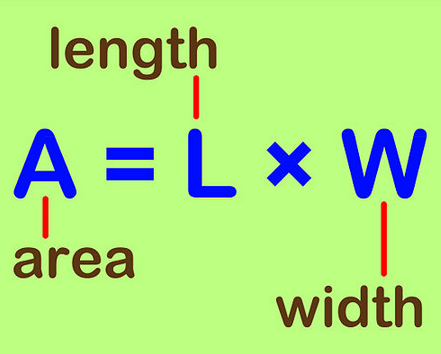 length
A = L × W
area
width